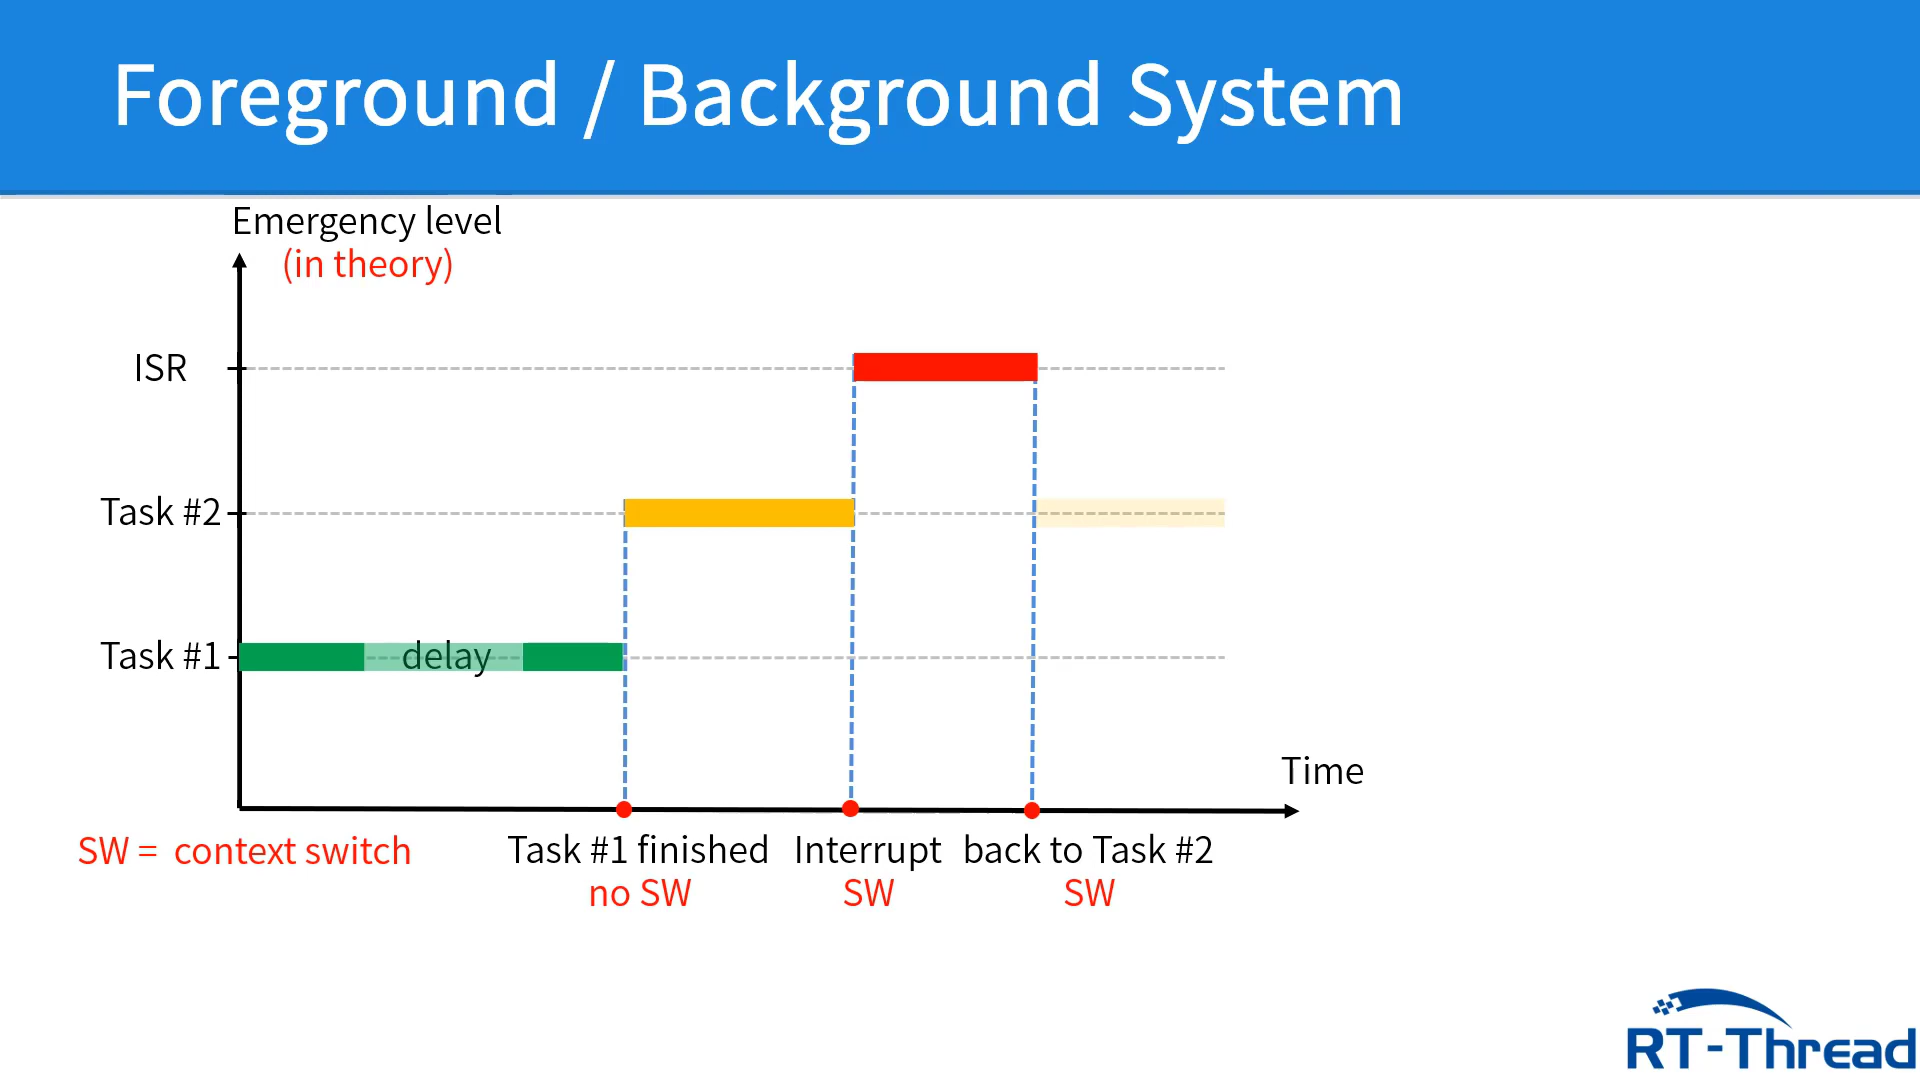 Foreground / Background System
Emergency level
(in theory)
ISR
Task #2
Task #1
delay
Time
SW = context switch
Task #1 finished
no SW
Interrupt
SW
back to Task #2
SW
RT-Thread